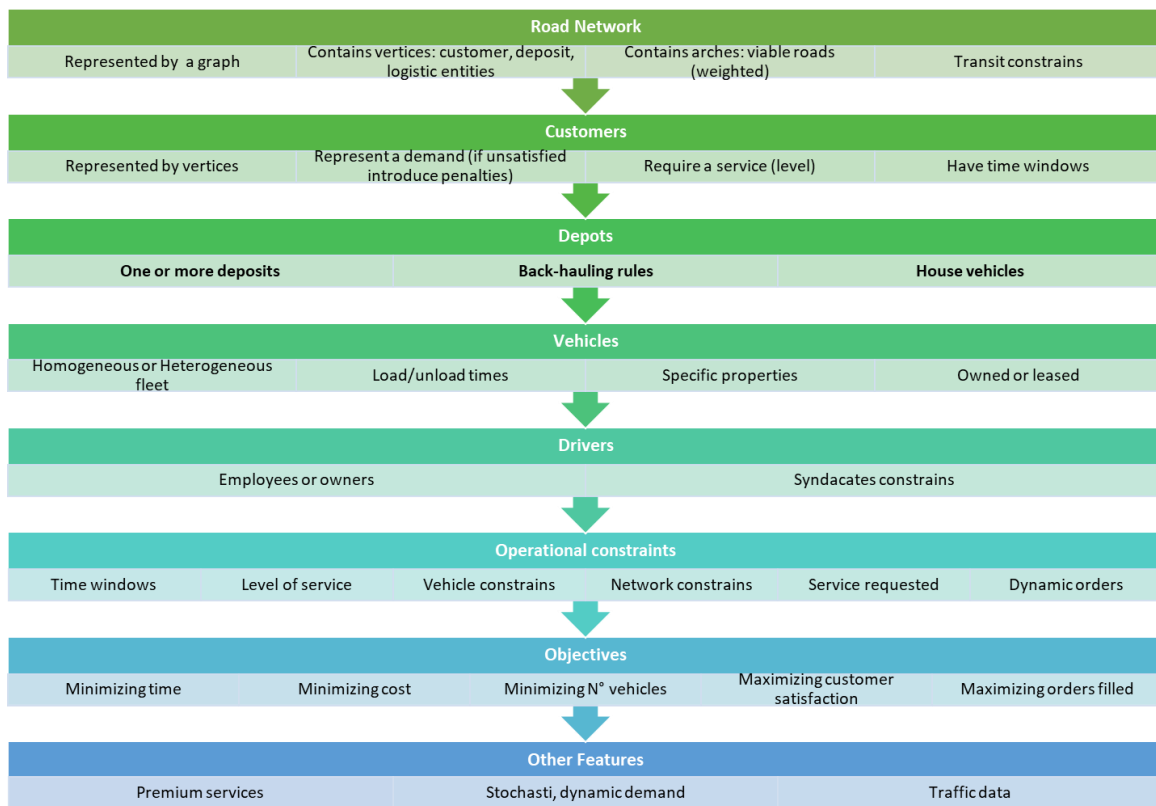 Road Network
Represented by a graph
Contains vertices: customer, deposit,
logistic entities
Contains arches: viable roads
(weighted)
Transit constrains
Customers
Represented by vertices
Represent a demand (if unsatisfied
introduce penalties)
Require a service (level)
Have time windows
Depots
One or more deposits
Back-hauling rules
House vehicles
Vehicles
Homogeneous or Heterogeneous
fleet
Load/unload times
Specific properties
Owned or leased
Drivers
Employees or owners
Syndacates constrains
Operational constraints
Time windows
Level of service
Vehicle constrains
Network constrains
Service requested
Dynamic orders
Objectives
Minimizing time
Minimizing cost
Minimizing N° vehicles
Maximizing customer
satisfaction
Maximizing orders filled
Other Features
Premium services
Stochasti, dynamic demand
Traffic data